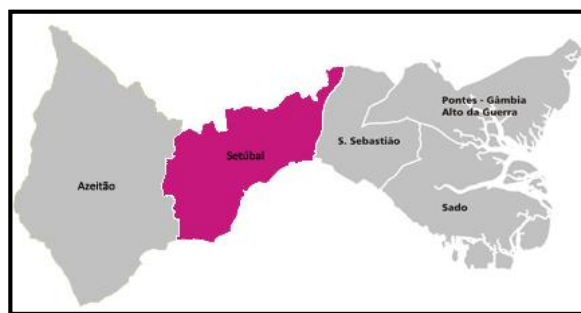 Pontes - Gâmbia
Alto da Guerra
S. Sebastião
Setúbal
Azeitão
Sado